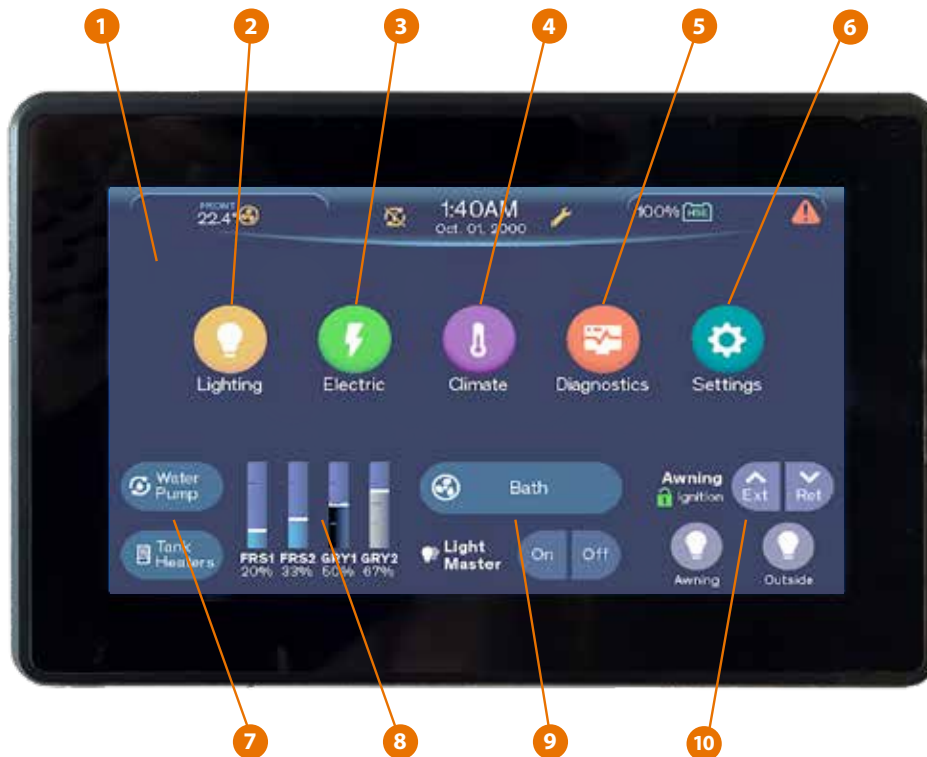 1 2 3 4 5 6
FRONT
22.4°
1:40AM
Oct. 01, 2000
100% HSE
Lighting Electric Climate Diagnostics Settings
Water
Pump
Tank
Heaters
FRS1 FRS2 GRY1 GRY2
20% 33% 50% 67%
Bath
Light
Master
On Off
Awning
Ignition
Ext Ret
Awning Outside
7 8 9 10